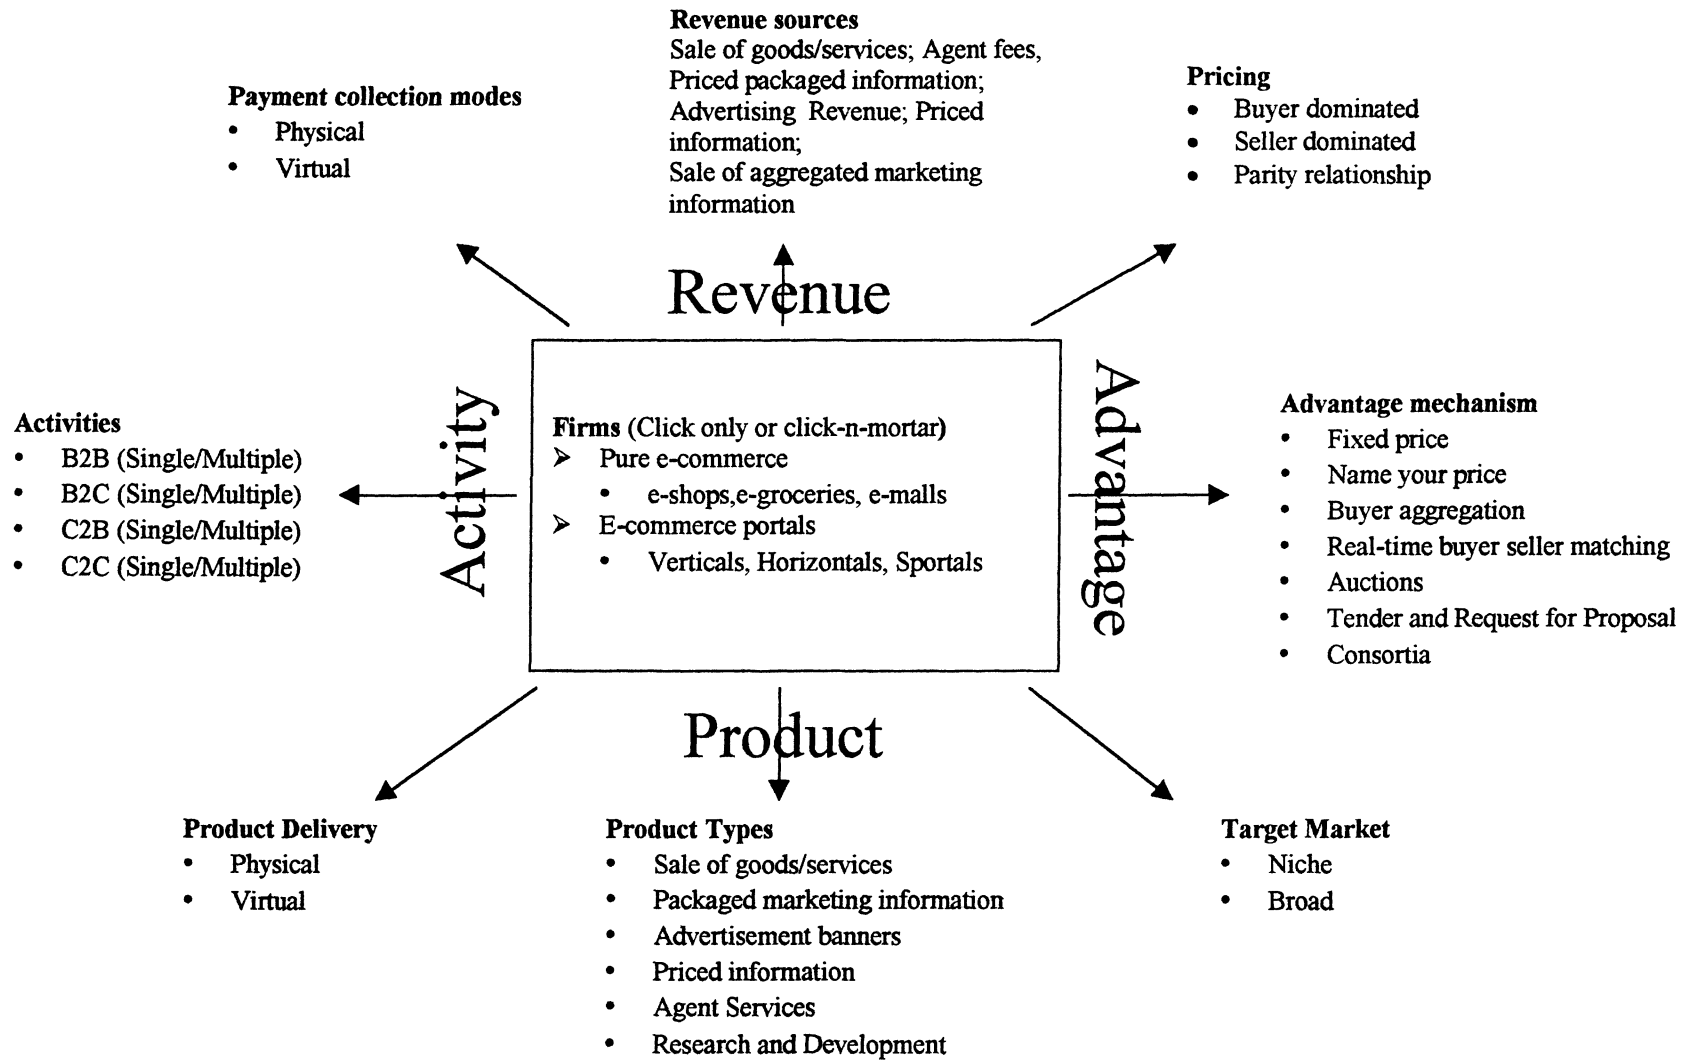 Revenue sources
Sale of goods/services; Agent fees,
Priced packaged information;
Advertising Revenue; Priced
information;
Sale of aggregated marketing
information
Payment collection modes
• Physical
• Virtual
Pricing
• Buyer dominated
• Seller dominated
• Parity relationship
Revenue
Activities
• B2B (Single/Multiple)
• B2C (Single/Multiple)
• C2B (Single/Multiple)
• C2C (Single/Multiple)
Activity
Firms (Click only or click-n-mortar)
➢ Pure e-commerce
• e-shops,e-groceries, e-malls
➢ E-commerce portals
• Verticals, Horizontals, Sportals
Advantage
Advantage mechanism
• Fixed price
• Name your price
• Buyer aggregation
• Real-time buyer seller matching
• Auctions
• Tender and Request for Proposal
• Consortia
Product
Product Delivery
• Physical
• Virtual
Product Types
• Sale of goods/services
• Packaged marketing information
• Advertisement banners
• Priced information
• Agent Services
• Research and Development
Target Market
• Niche
• Broad